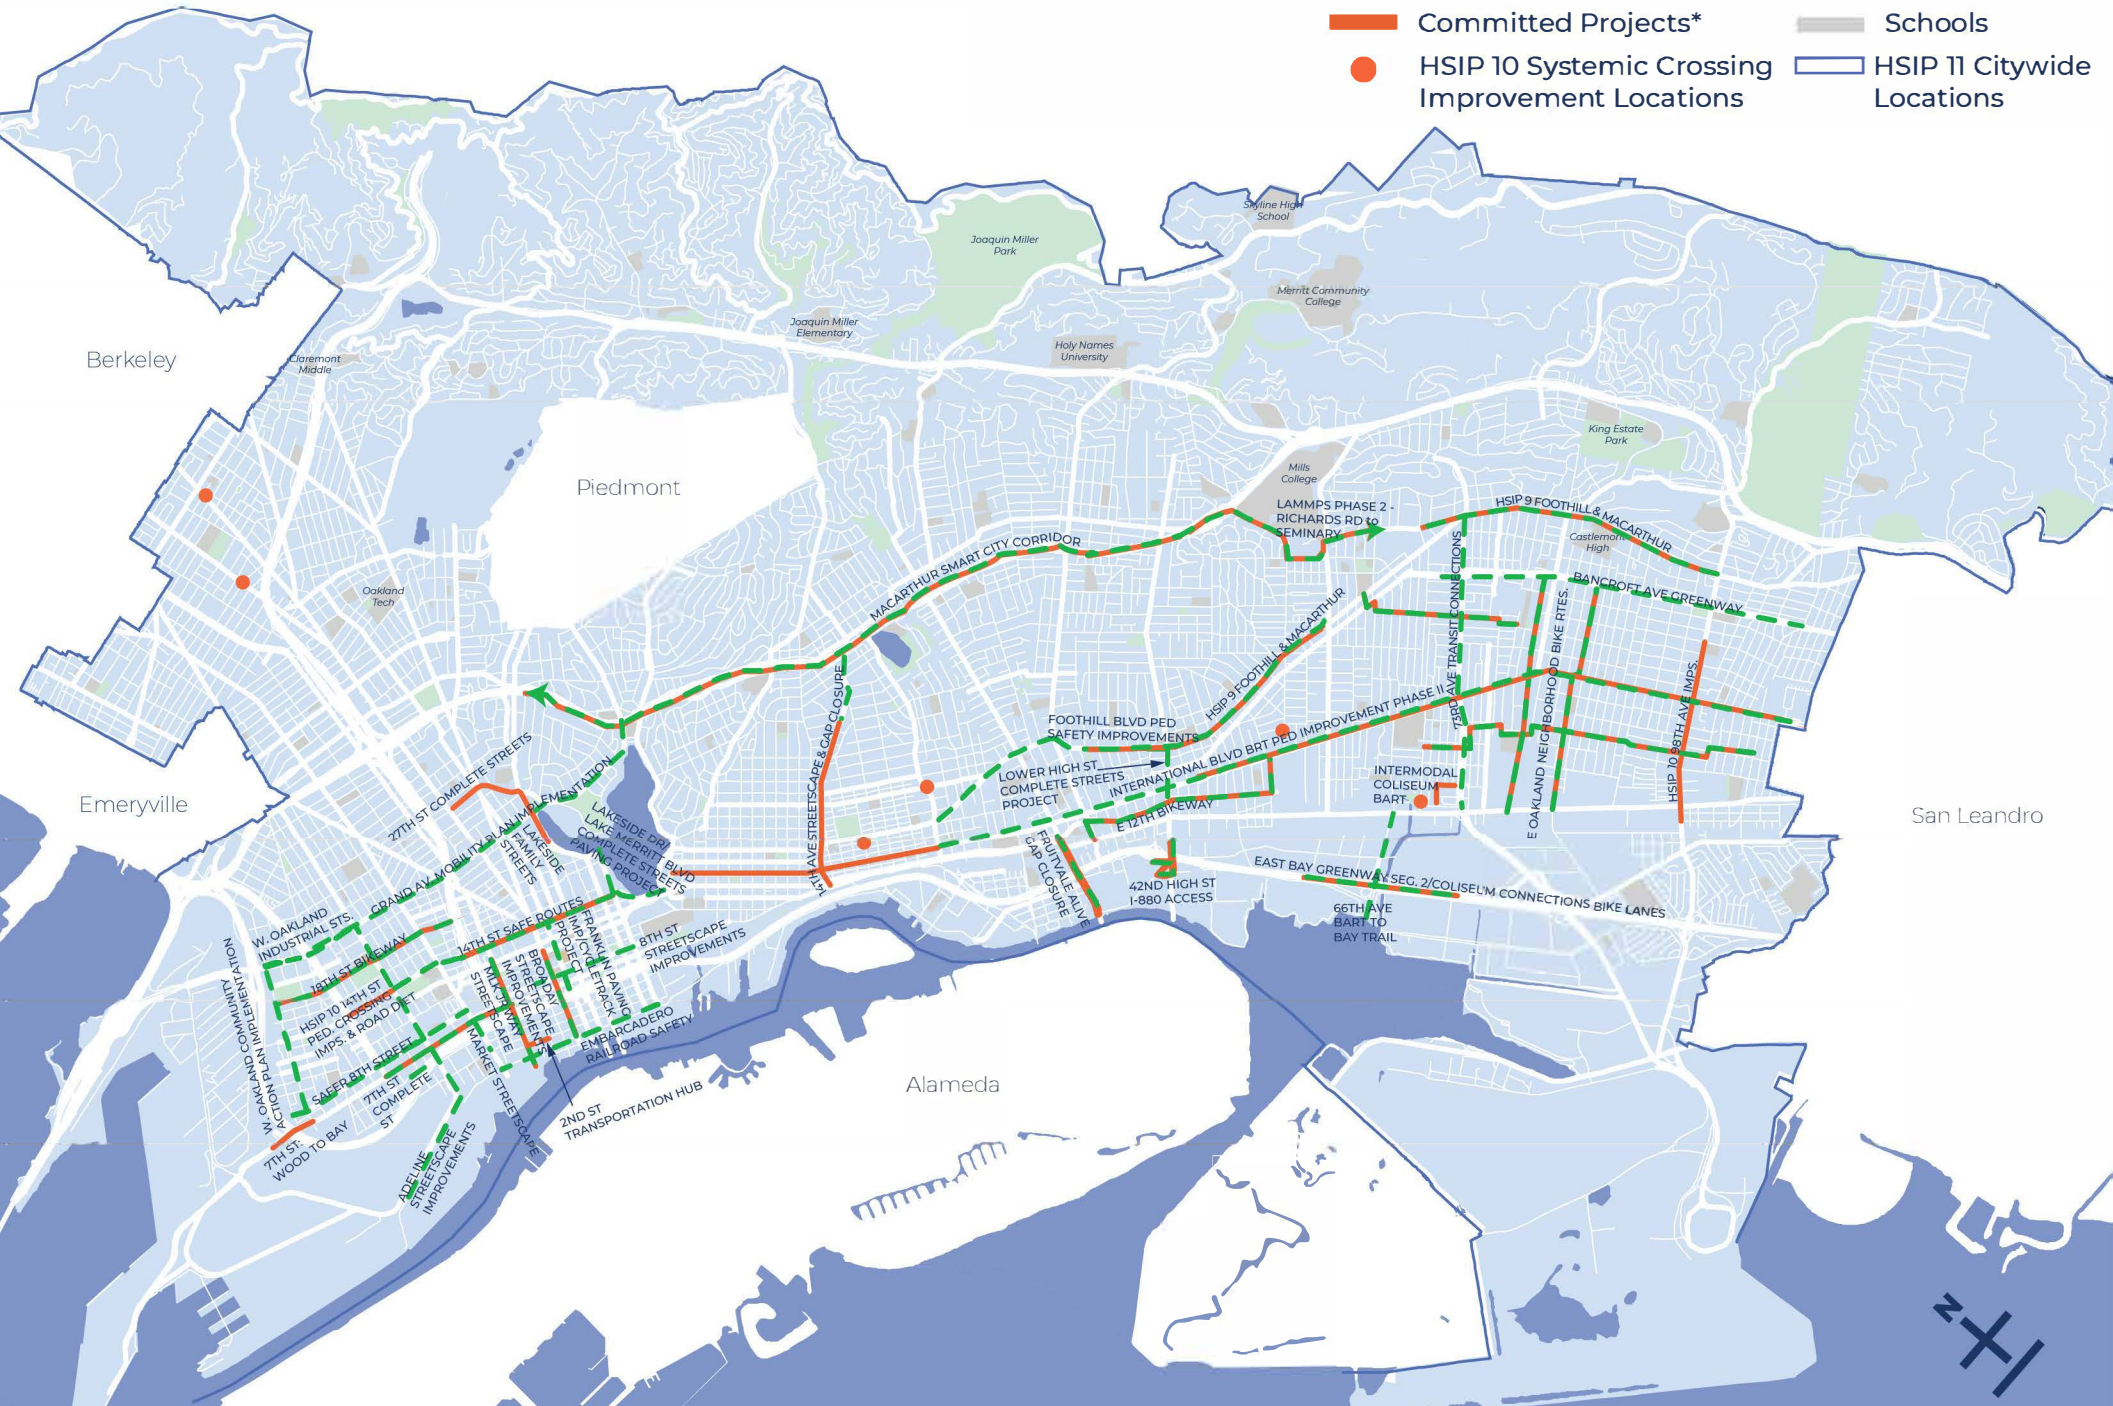 Committed Projects*
Schools
HSIP 10 Systemic Crossing
Improvement Locations
HSIP 11 Citywide
Locations
Skyline High
School
Joaquin Miller
Park
Merritt Community
College
Joaquin Miller
Elementary
Holy Names
University
Berkeley
Claremont
Middle
King Estate
Park
Piedmont
Mills
College
LAMMPS PHASE 2 -
RICHARDS RD to
SEMINARY
HSIP 9 FOOTHILL & MACARTHUR
Castlemont
High
MACARTHUR SMART CITY CORRIDOR
Oakland
Tech
BANCROFT AVE GREENWAY
73RD AVE TRANSIT CONNECTIONS
E OAKLAND NEIGHBORHOOD BIKE RTES.
HSIP 9 FOOTHILL & MACARTHUR
HSIP 10 98TH AVE IMPS.
14TH AVE STREETSCAPE & GAP CLOSURE
FOOTHILL BLVD PED
SAFETY IMPROVEMENTS
INTERNATIONAL BLVD BRT PED IMPROVEMENT PHASE II
LOWER HIGH ST
COMPLETE STREETS
PROJECT
INTERMODAL
COLISEUM
BART
E 12TH BIKEWAY
Emeryville
San Leandro
27TH ST COMPLETE STREETS
GRAND AV MOBILITY PLAN IMPLEMENTATION
LAKESIDE
FAMILY
STREETS
LAKESIDE DR/
LAKE MERRITT BLVD
COMPLETE STREETS
PAVING PROJECT
FRUITVALE ALIVE
GAP CLOSURE
42ND HIGH ST
I-880 ACCESS
EAST BAY GREENWAY SEG. 2/COLISEUM CONNECTIONS BIKE LANES
66TH AVE
BART TO
BAY TRAIL
W. OAKLAND
INDUSTRIAL STS.
W. OAKLAND COMMUNITY
ACTION PLAN IMPLEMENTATION
18TH ST BIKEWAY
14TH ST SAFE ROUTES
HSIP 10 14TH ST
PED. CROSSING
IMPS. & ROAD DIET
FRANKLIN PAVING
IMP/CYCLETRACK
PROJECT
BROADAY
STREETSCAPE
IMPROVEMENTS
MLK JR WAY
STREETSCAPE
8TH ST
STREETSCAPE
IMPROVEMENTS
EMBARCADERO
RAILROAD SAFETY
SAFER 8TH STREET
7TH ST
COMPLETE
ST
MARKET STREETSCAPE
2ND ST
TRANSPORTATION HUB
7TH ST:
WOOD TO BAY
ADELINE
STREETSCAPE
IMPROVEMENTS
Alameda
N